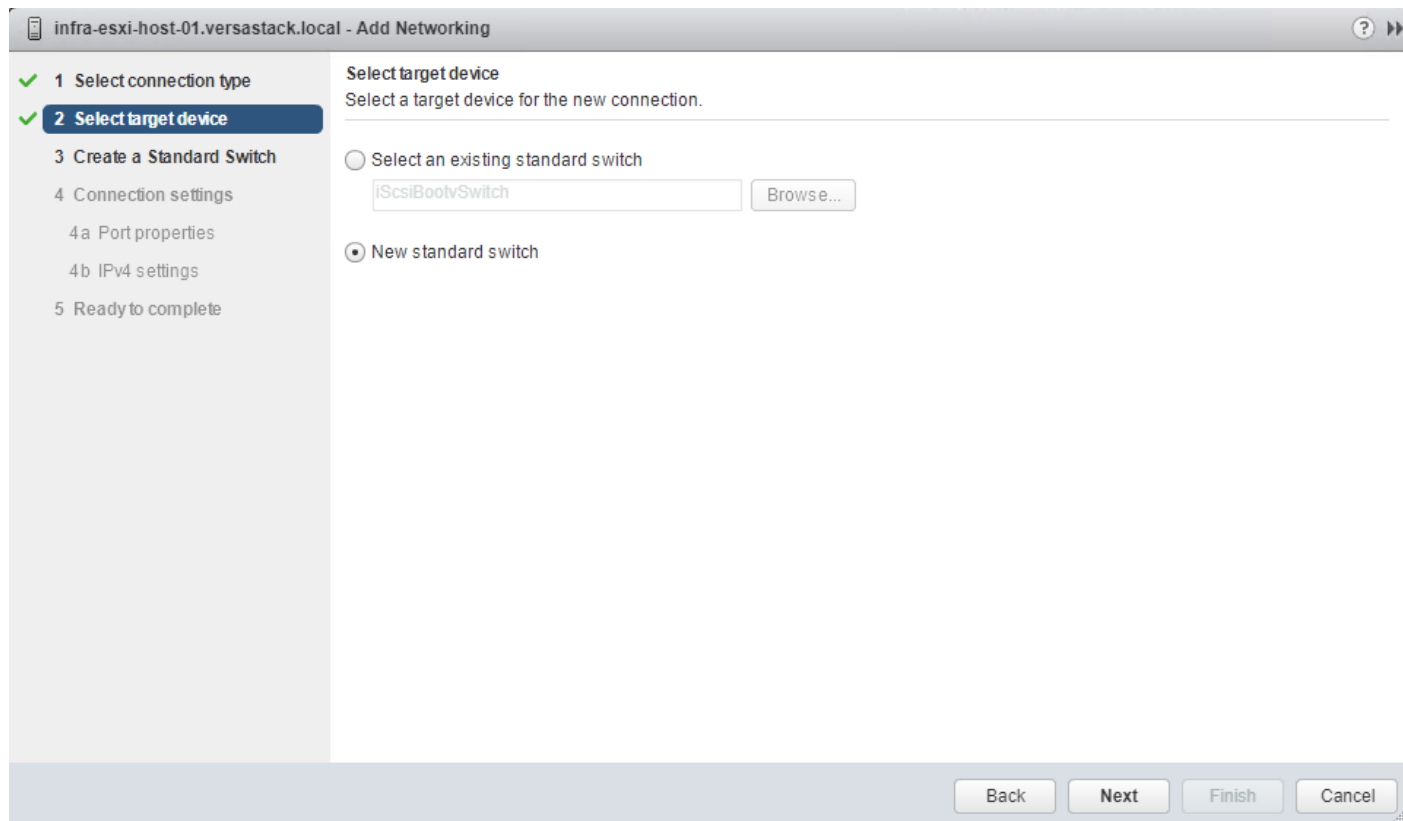 infra-esxi-host-01.versastack.local - Add Networking
?
1 Select connection type
2 Select target device
3 Create a Standard Switch
4 Connection settings
4a Port properties
4b IPv4 settings
5 Ready to complete
Select target device
Select a target device for the new connection.
Select an existing standard switch
iScsiBootvSwitch
Browse...
New standard switch
Back
Next
Finish
Cancel